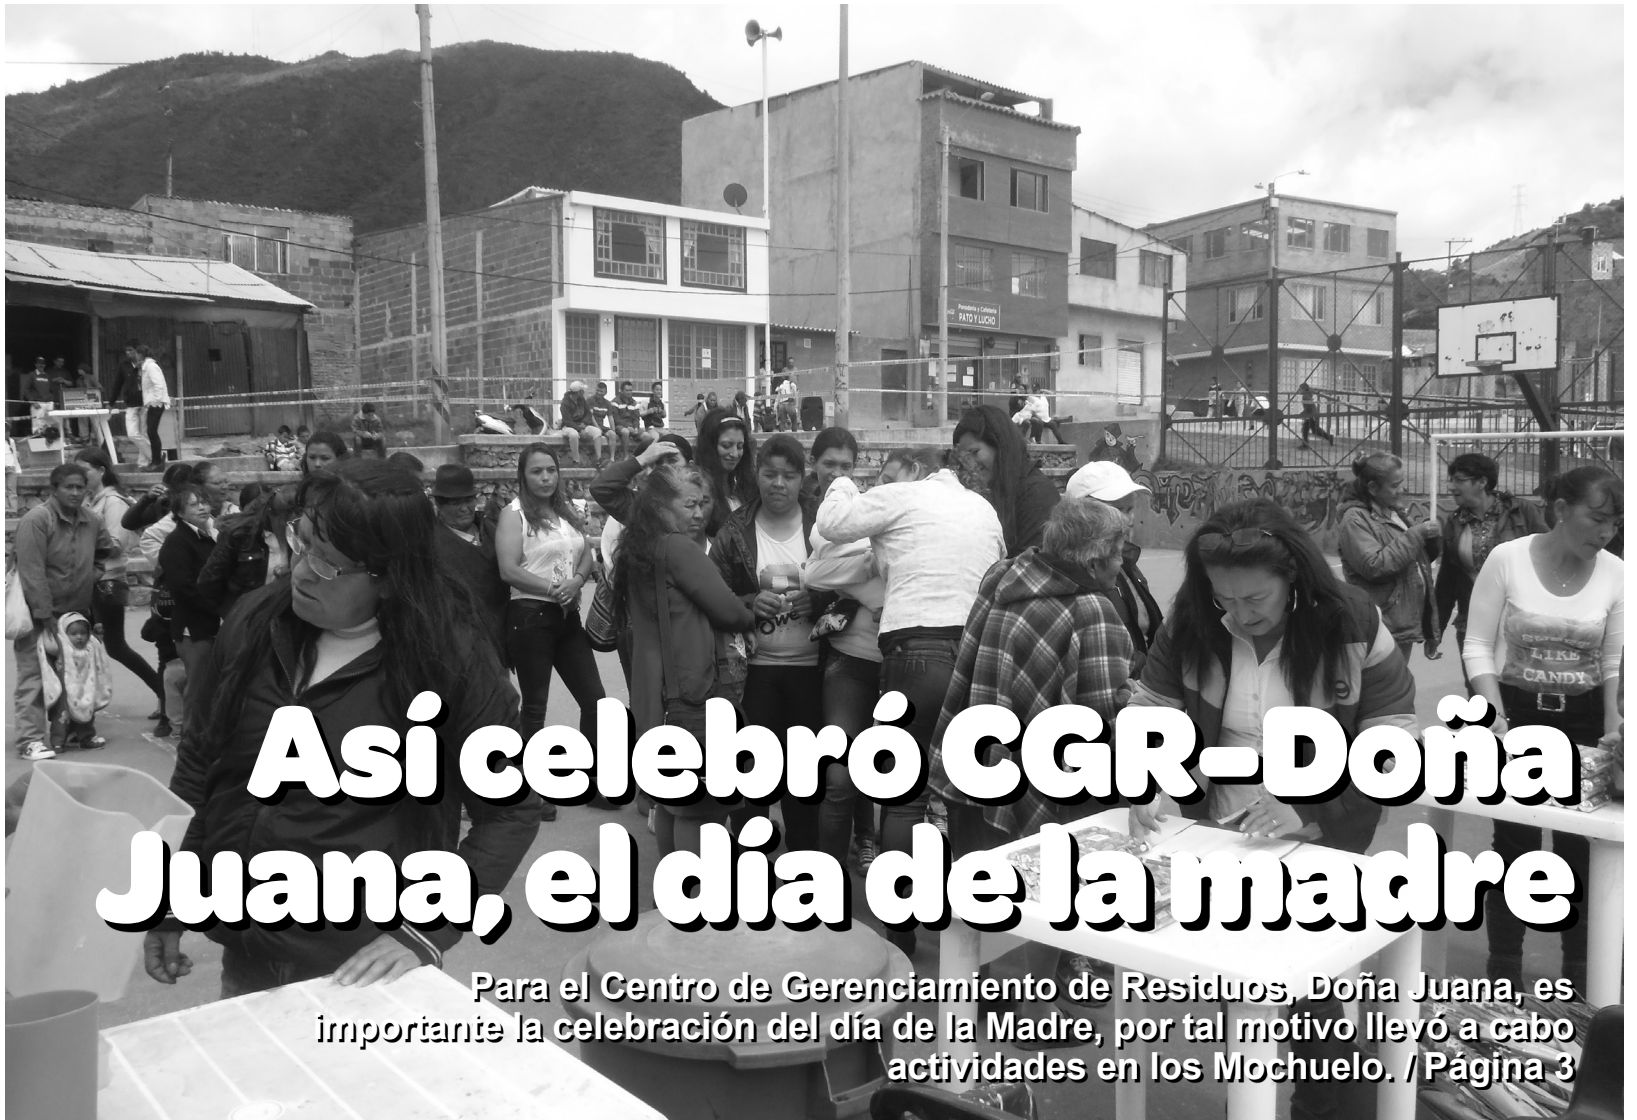 Panadería y Cafetería
PATO Y LUCHO
LIKE
CANDY
Así celebró CGR-Doña
Juana, el día de la madre
Para el Centro de Gerenciamiento de Residuos, Doña Juana, es
importante la celebración del día de la Madre, por tal motivo llevó a cabo
actividades en los Mochuelo. / Página 3